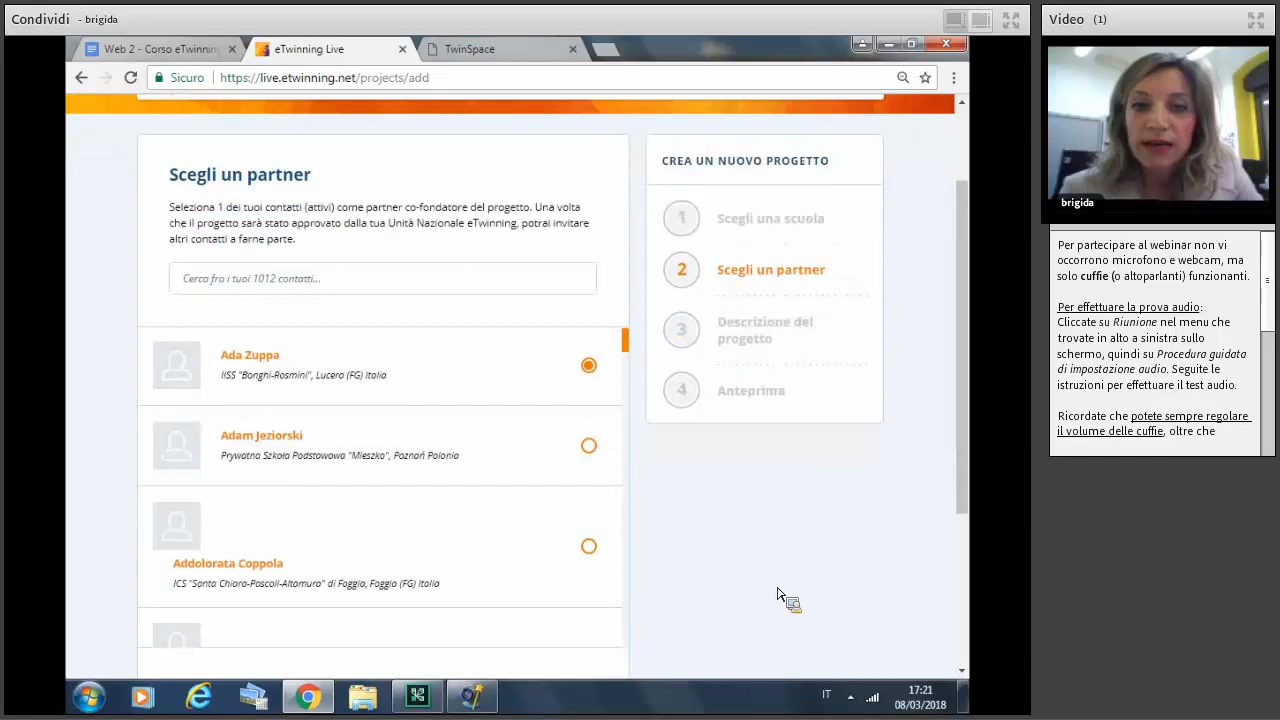 Condividi - brigida
Web 2 - Corso eTwinnin
eTwinning Live
TwinSpace
Sicuro
https://live.etwinning.net/projects/add
Scegli un partner
Seleziona 1 dei tuoi contatti (attivi) come partner co-fondatore del progetto. Una volta
che il progetto sarà stato approvato dalla tua Unità Nazionale eTwinning, potrai invitare
altri contatti a farne parte.
Cerca fra i tuoi 1012 contatti...
Ada Zuppa
IISS "Bonghi-Rosmini", Lucera (FG) Italia
Adam Jeziorski
Prywatna Szkoła Podstawowa "Mieszko", Poznań Polonia
Addolorata Coppola
ICS "Santa Chiara-Pascoli-Altamura" di Foggia, Foggia (FG) Italia
CREA UN NUOVO PROGETTO
1 Scegli una scuola
2 Scegli un partner
3 Descrizione del
progetto
4 Anteprima
IT
17:21
08/03/2018
Video (1)
brigida
Per partecipare al webinar non vi
occorrono microfono e webcam, ma
solo cuffie (o altoparlanti) funzionanti.
Per effettuare la prova audio:
Cliccate su Riunione nel menu che
trovate in alto a sinistra sullo
schermo, quindi su Procedura guidata
di impostazione audio. Seguite le
istruzioni per effettuare il test audio.
Ricordate che potete sempre regolare
il volume delle cuffie, oltre che